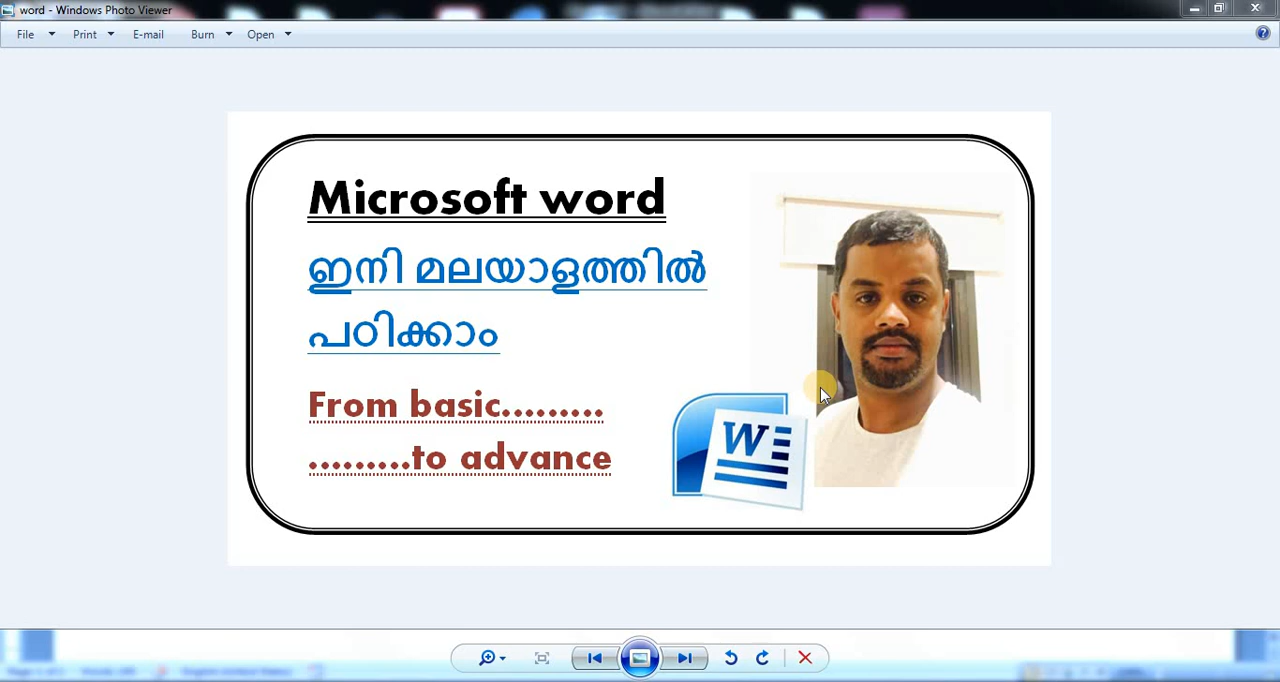 word - Windows Photo Viewer
File Print E-mail Burn Open
Microsoft word
ഇനി മലയാളത്തിൽ
പഠിക്കാം
From basic.........
.........to advance
W